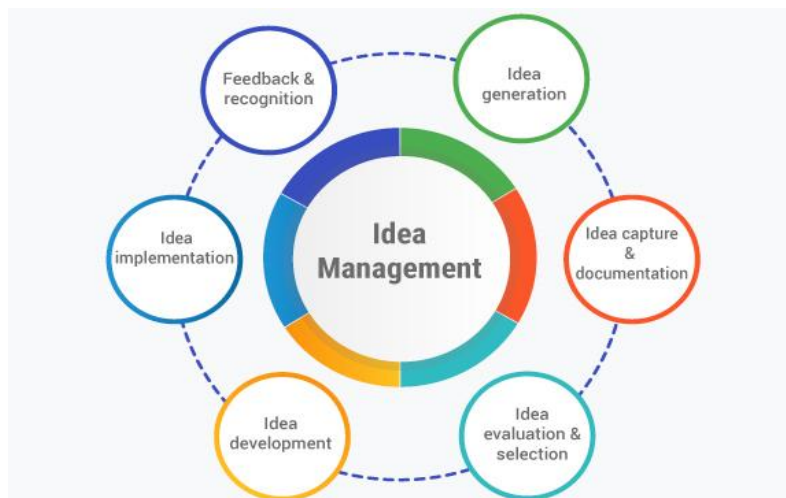 Feedback &
recognition
Idea
generation
Idea
implementation
Idea
Management
Idea capture
&
documentation
Idea
development
Idea
evaluation &
selection